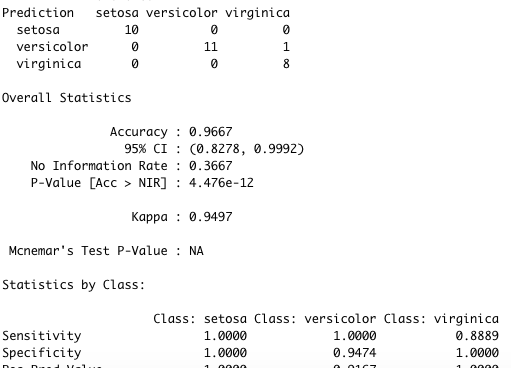 Prediction   setosa versicolor virginica
  setosa         10          0         0
  versicolor      0         11         1
  virginica       0          0         8
Overall Statistics
               Accuracy : 0.9667
                 95% CI : (0.8278, 0.9992)
    No Information Rate : 0.3667
    P-Value [Acc > NIR] : 4.476e-12
                  Kappa : 0.9497
 Mcnemar's Test P-Value : NA
Statistics by Class:
                     Class: setosa Class: versicolor Class: virginica
Sensitivity                 1.0000            1.0000           0.8889
Specificity                 1.0000            0.9474           1.0000